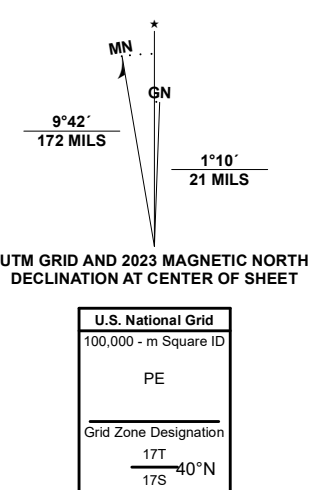 ★
MN
GN
9°42´
172 MILS
1°10´
21 MILS
UTM GRID AND 2023 MAGNETIC NORTH
DECLINATION AT CENTER OF SHEET
U.S. National Grid
100,000 - m Square ID
PE
Grid Zone Designation
17T
40°N
17S